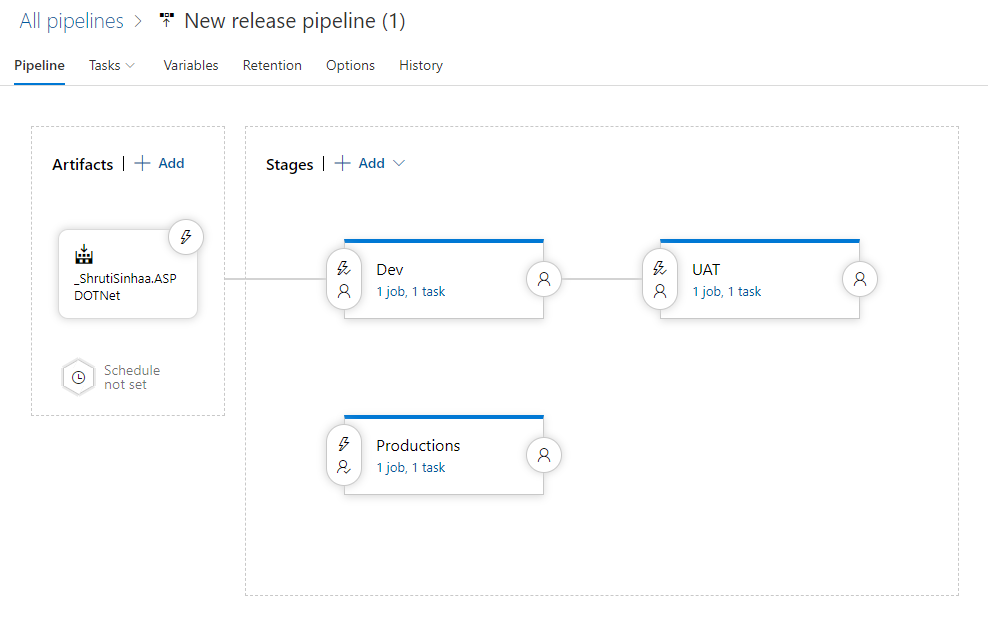 All pipelines > New release pipeline (1)
Pipeline Tasks Variables Retention Options History
Artifacts | + Add
Stages | + Add
_ShrutiSinhaa.ASP
DOTNet
Schedule
not set
Dev
1 job, 1 task
UAT
1 job, 1 task
Productions
1 job, 1 task